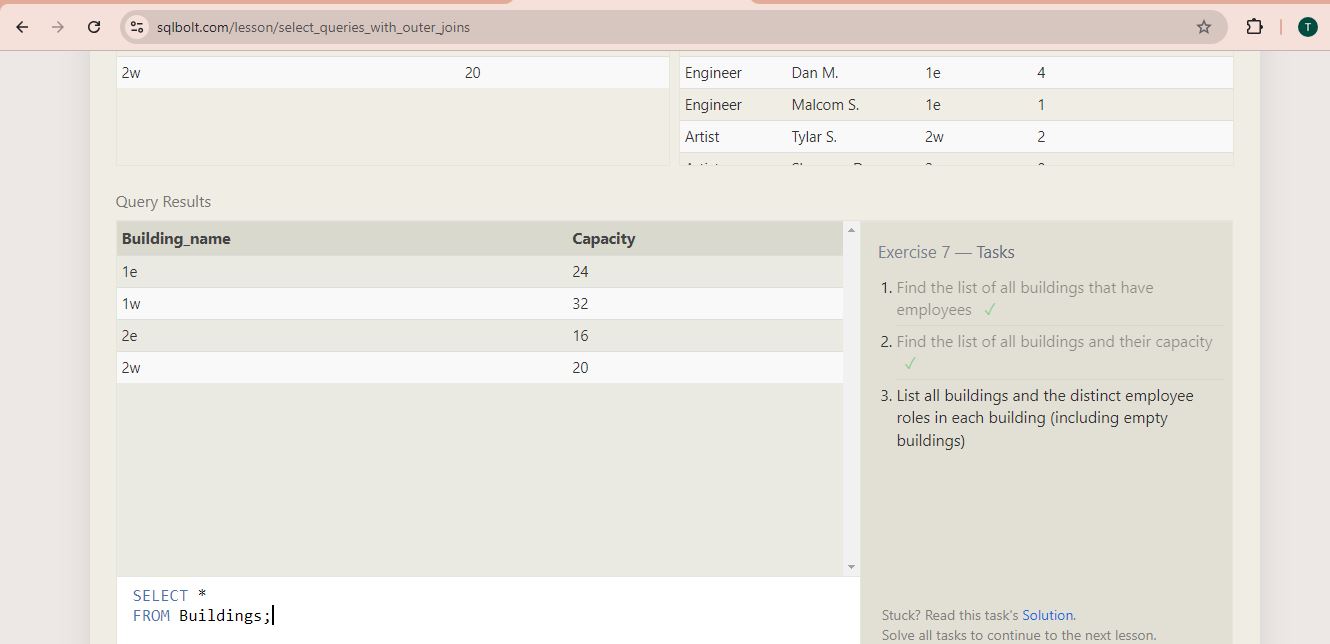 sqlbolt.com/lesson/select_queries_with_outer_joins
T
2w 20
Engineer Dan M. 1e 4
Engineer Malcom S. 1e 1
Artist Tylar S. 2w 2
Query Results
Building_name Capacity
1e 24
1w 32
2e 16
2w 20
Exercise 7 — Tasks
1. Find the list of all buildings that have
employees ✓
2. Find the list of all buildings and their capacity
✓
3. List all buildings and the distinct employee
roles in each building (including empty
buildings)
SELECT *
FROM Buildings;
Stuck? Read this task's Solution.
Solve all tasks to continue to the next lesson.